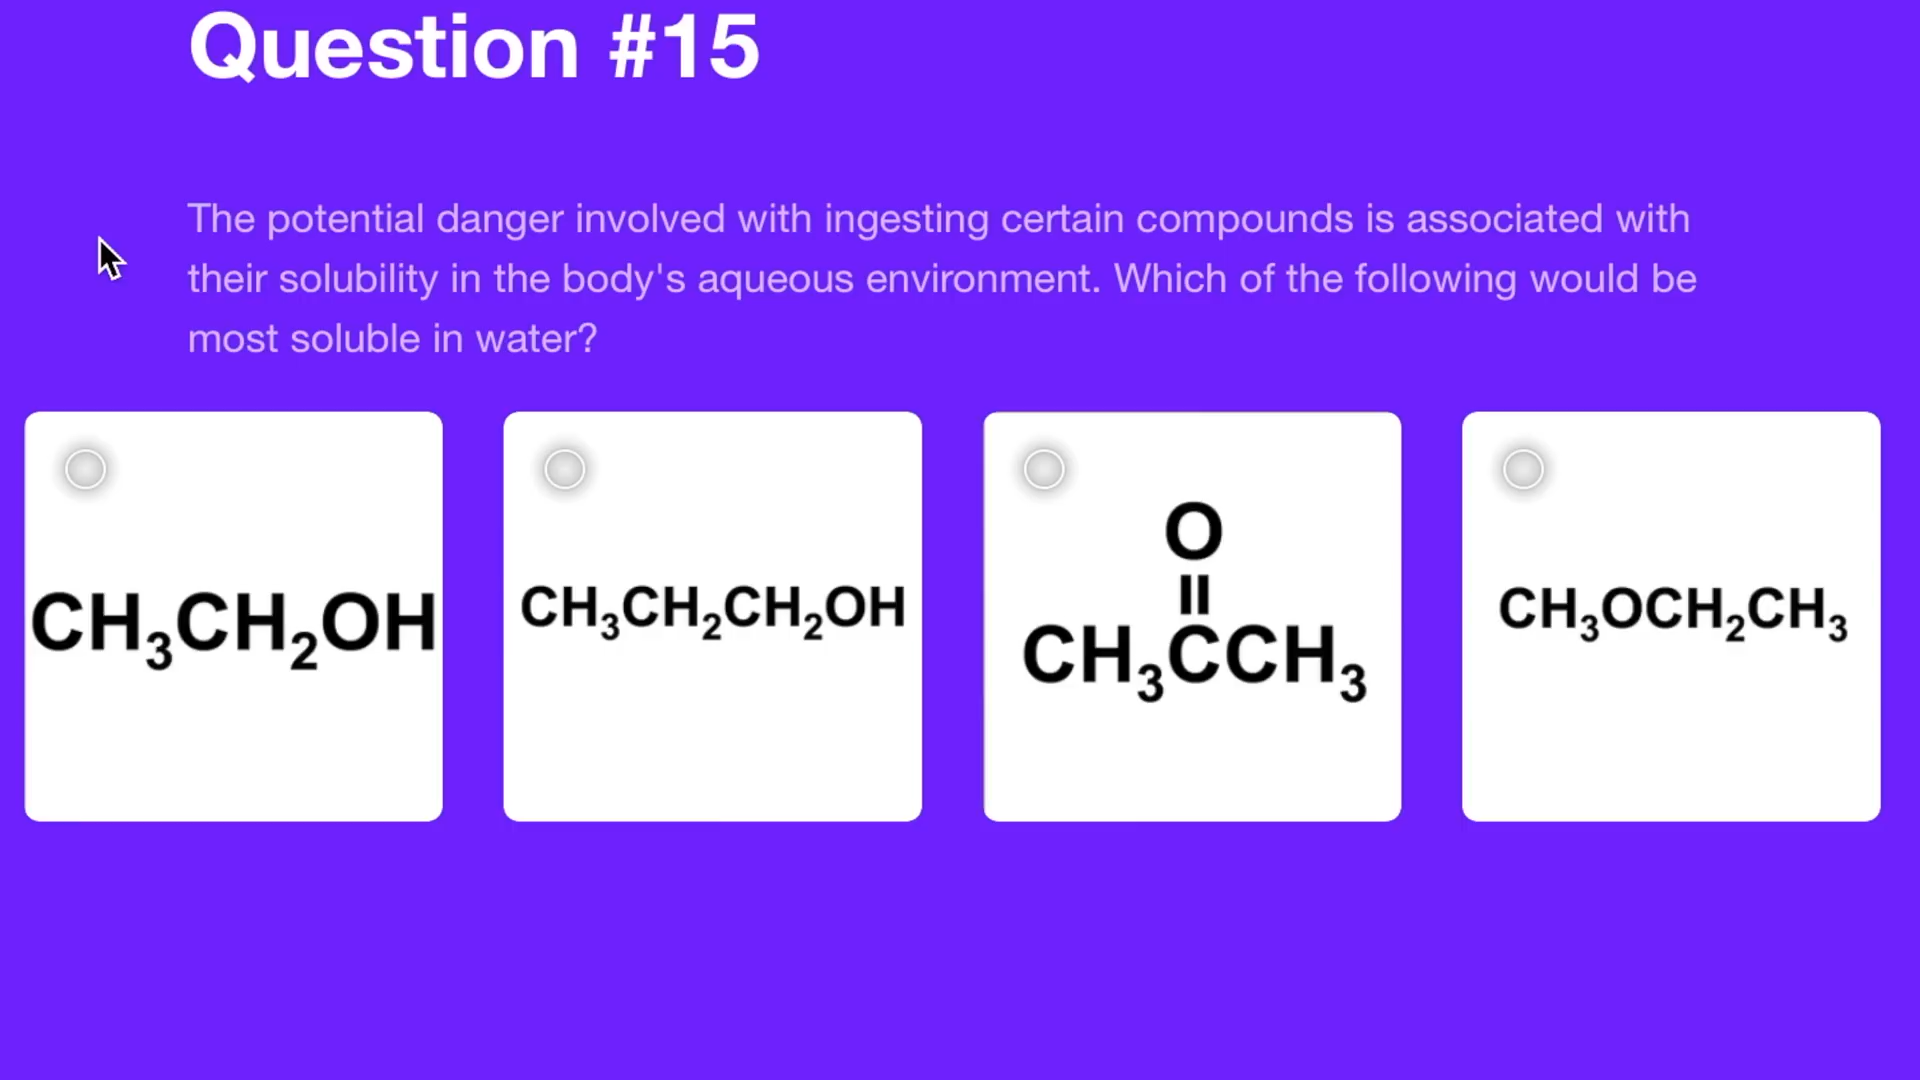 Question #15
The potential danger involved with ingesting certain compounds is associated with
their solubility in the body's aqueous environment. Which of the following would be
most soluble in water?
CH₃CH₂OH
CH₃CH₂CH₂OH
O
CH₃CCH₃
CH₃OCH₂CH₃